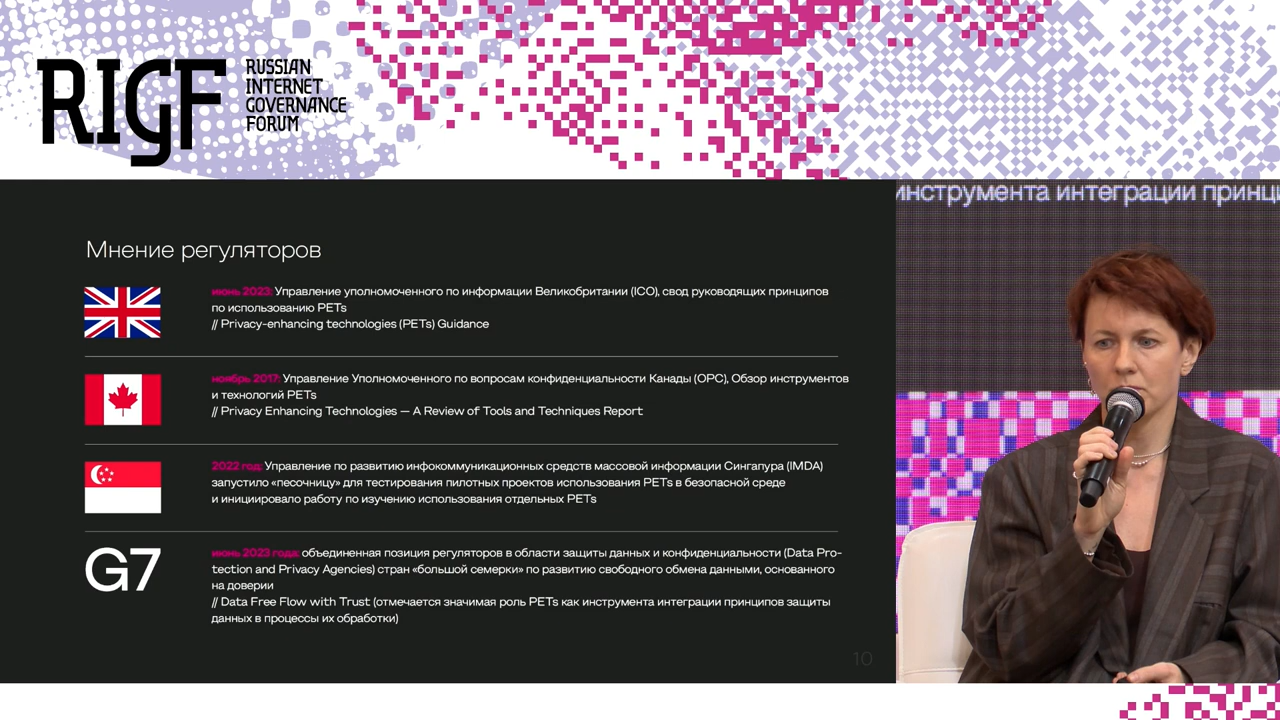 RIGF
RUSSIAN
INTERNET
GOVERNANCE
FORUM
инструмента интеграции принци
Мнение регуляторов
июнь 2023: Управление уполномоченного по информации Великобритании (ICO), свод руководящих принципов
по использованию PETs
// Privacy-enhancing technologies (PETs) Guidance
ноябрь 2017: Управление Уполномоченного по вопросам конфиденциальности Канады (OPC), Обзор инструментов
и технологий PETs
// Privacy Enhancing Technologies — A Review of Tools and Techniques Report
2022 год: Управление по развитию инфокоммуникационных средств массовой информации Сингапура (IMDA)
запустило «песочницу» для тестирования пилотных проектов использования PETs в безопасной среде
и инициировало работу по изучению использования отдельных PETs
G7
июнь 2023 года: объединенная позиция регуляторов в области защиты данных и конфиденциальности (Data Pro-
tection and Privacy Agencies) стран «большой семерки» по развитию свободного обмена данными, основанного
на доверии
// Data Free Flow with Trust (отмечается значимая роль PETs как инструмента интеграции принципов защиты
данных в процессы их обработки)
10